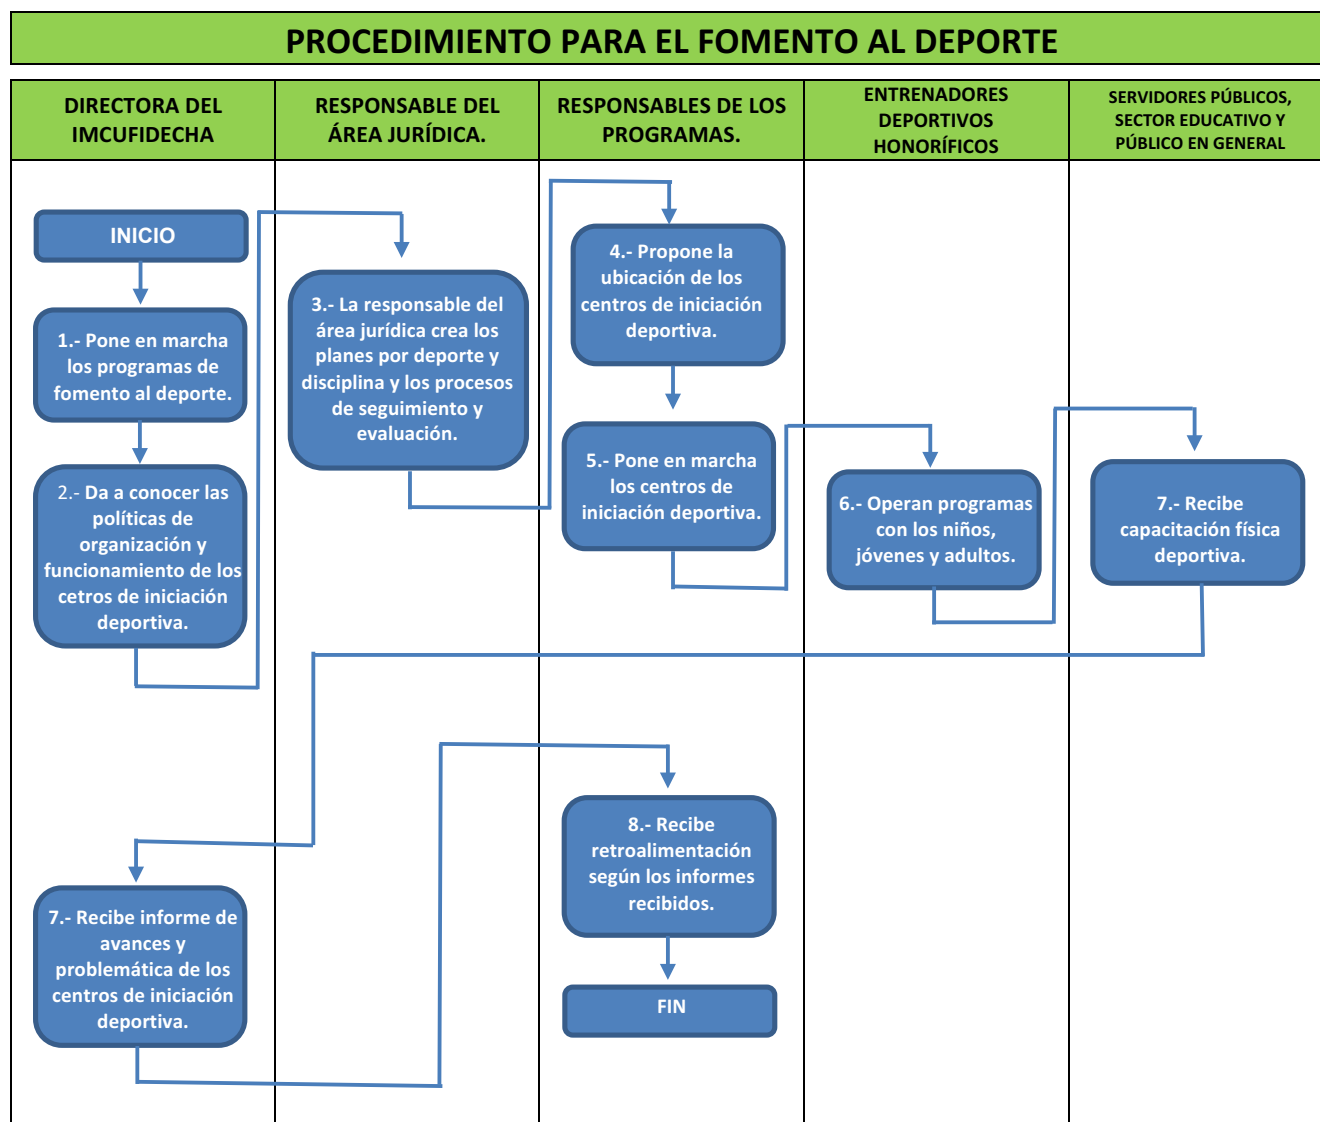 PROCEDIMIENTO PARA EL FOMENTO AL DEPORTE
DIRECTORA DEL
IMCUFIDECHA
RESPONSABLE DEL
ÁREA JURÍDICA.
RESPONSABLES DE LOS
PROGRAMAS.
ENTRENADORES
DEPORTIVOS
HONORÍFICOS
SERVIDORES PÚBLICOS,
SECTOR EDUCATIVO Y
PÚBLICO EN GENERAL
INICIO
1.- Pone en marcha
los programas de
fomento al deporte.
2.- Da a conocer las
políticas de
organización y
funcionamiento de los
cetros de iniciación
deportiva.
3.- La responsable del
área jurídica crea los
planes por deporte y
disciplina y los procesos
de seguimiento y
evaluación.
4.- Propone la
ubicación de los
centros de iniciación
deportiva.
5.- Pone en marcha
los centros de
iniciación deportiva.
6.- Operan programas
con los niños,
jóvenes y adultos.
7.- Recibe
capacitación física
deportiva.
7.- Recibe informe de
avances y
problemática de los
centros de iniciación
deportiva.
8.- Recibe
retroalimentación
según los informes
recibidos.
FIN